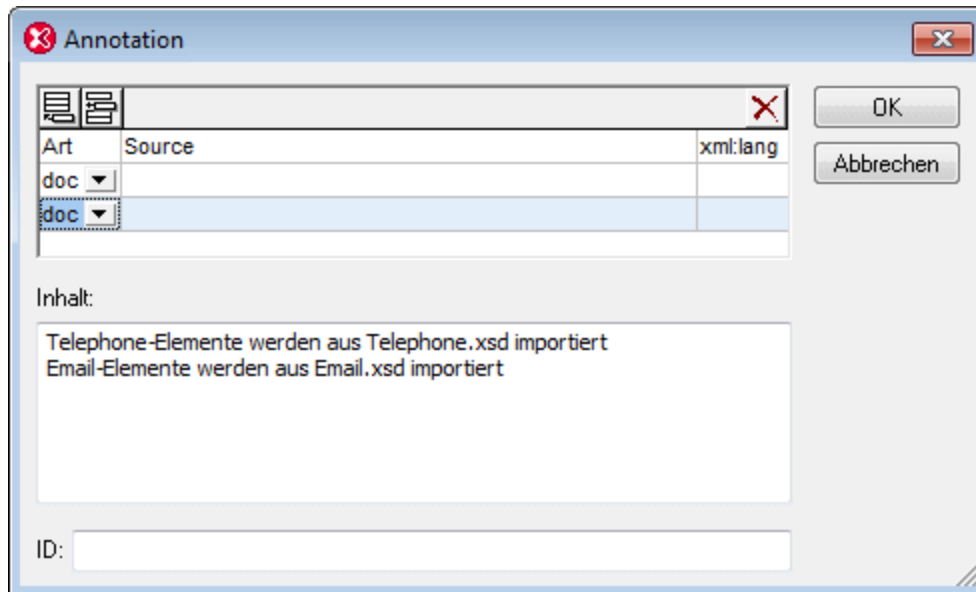 Annotation
Art Source xml:lang
doc
doc
OK
Abbrechen
Inhalt:
Telephone-Elemente werden aus Telephone.xsd importiert
Email-Elemente werden aus Email.xsd importiert
ID: